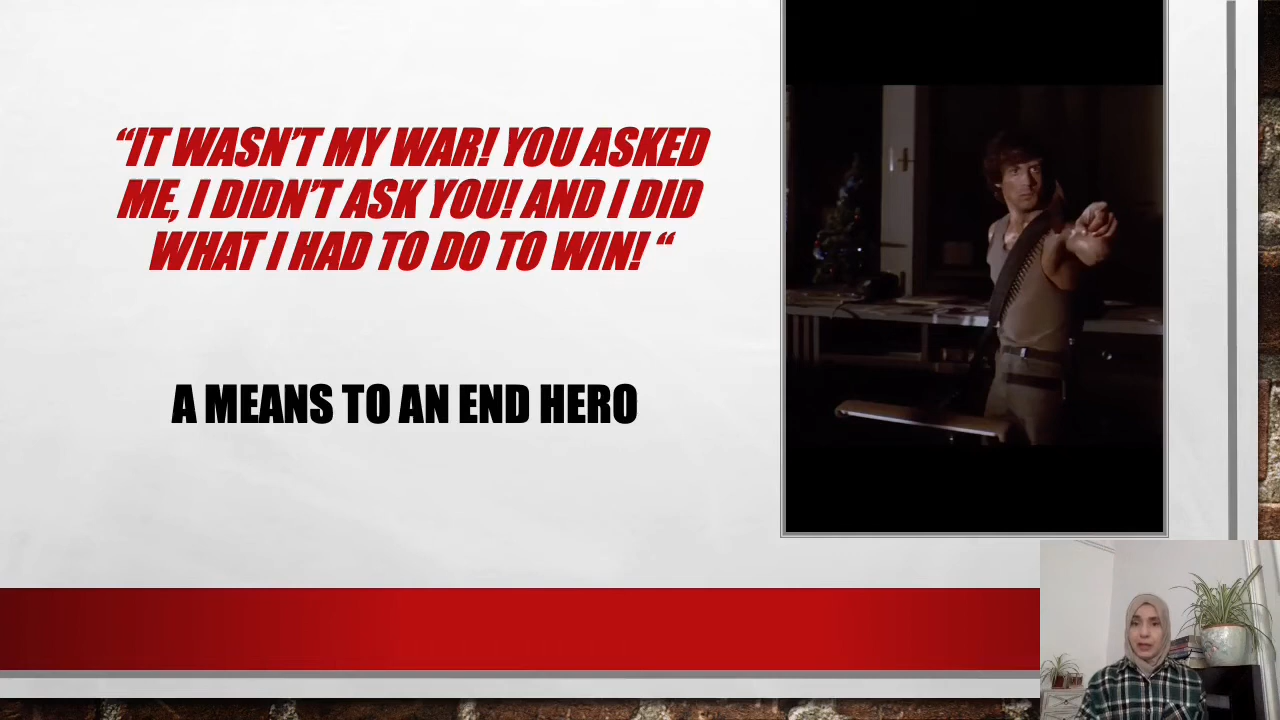 “IT WASN’T MY WAR! YOU ASKED
ME, I DIDN’T ASK YOU! AND I DID
WHAT I HAD TO DO TO WIN! “
A MEANS TO AN END HERO